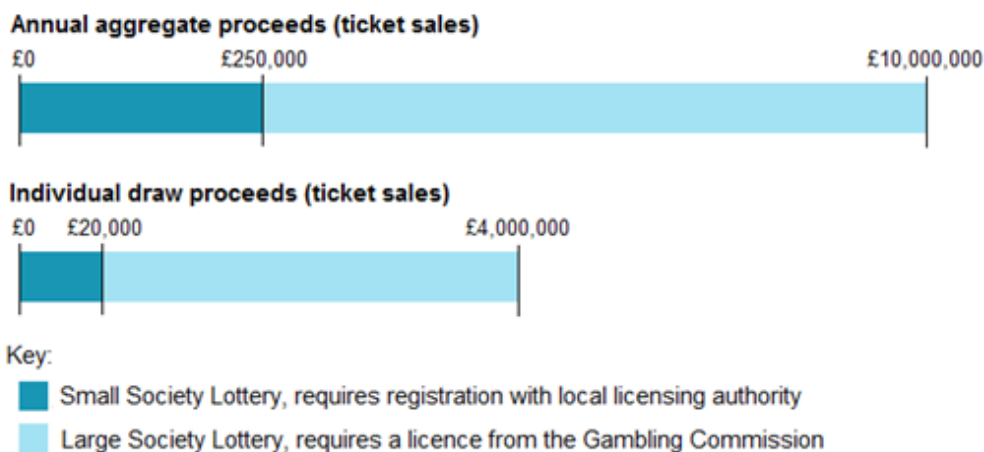 Annual aggregate proceeds (ticket sales)
£0 £250,000 £10,000,000
Individual draw proceeds (ticket sales)
£0 £20,000 £4,000,000
Key:
Small Society Lottery, requires registration with local licensing authority
Large Society Lottery, requires a licence from the Gambling Commission